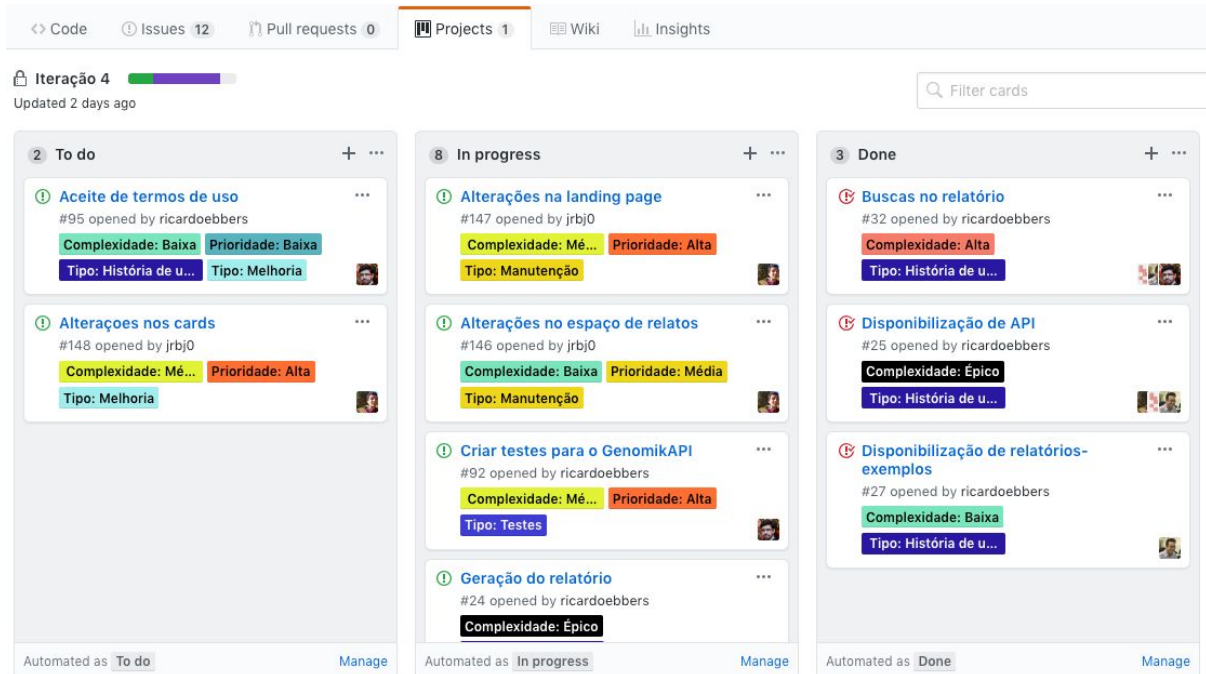 Code Issues 12 Pull requests 0 Projects 1 Wiki Insights
Iteração 4
Updated 2 days ago
Filter cards
2 To do
Aceite de termos de uso
#95 opened by ricardoebbers
Complexidade: Baixa Prioridade: Baixa
Tipo: História de u... Tipo: Melhoria
Alteraçoes nos cards
#148 opened by jrbj0
Complexidade: Mé... Prioridade: Alta
Tipo: Melhoria
Automated as To do Manage
8 In progress
Alterações na landing page
#147 opened by jrbj0
Complexidade: Mé... Prioridade: Alta
Tipo: Manutenção
Alterações no espaço de relatos
#146 opened by jrbj0
Complexidade: Baixa Prioridade: Média
Tipo: Manutenção
Criar testes para o GenomikAPI
#92 opened by ricardoebbers
Complexidade: Mé... Prioridade: Alta
Tipo: Testes
Geração do relatório
#24 opened by ricardoebbers
Complexidade: Épico
Automated as In progress Manage
3 Done
Buscas no relatório
#32 opened by ricardoebbers
Complexidade: Alta
Tipo: História de u...
Disponibilização de API
#25 opened by ricardoebbers
Complexidade: Épico
Tipo: História de u...
Disponibilização de relatórios-
exemplos
#27 opened by ricardoebbers
Complexidade: Baixa
Tipo: História de u...
Automated as Done Manage